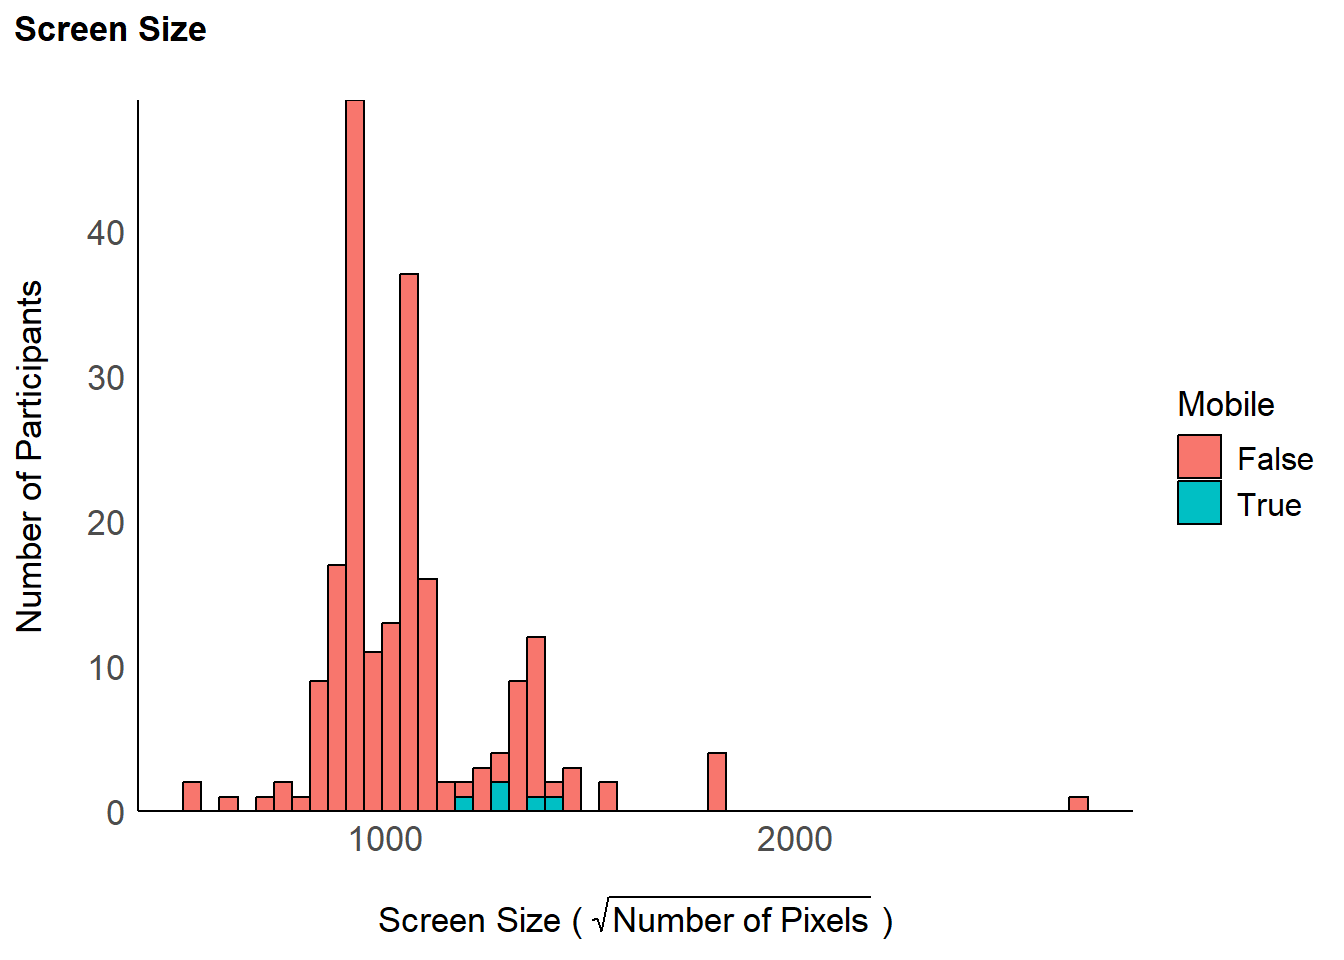 Screen Size
Number of Participants
40
30
20
10
0
1000
2000
Screen Size ( √Number of Pixels )
Mobile
False
True